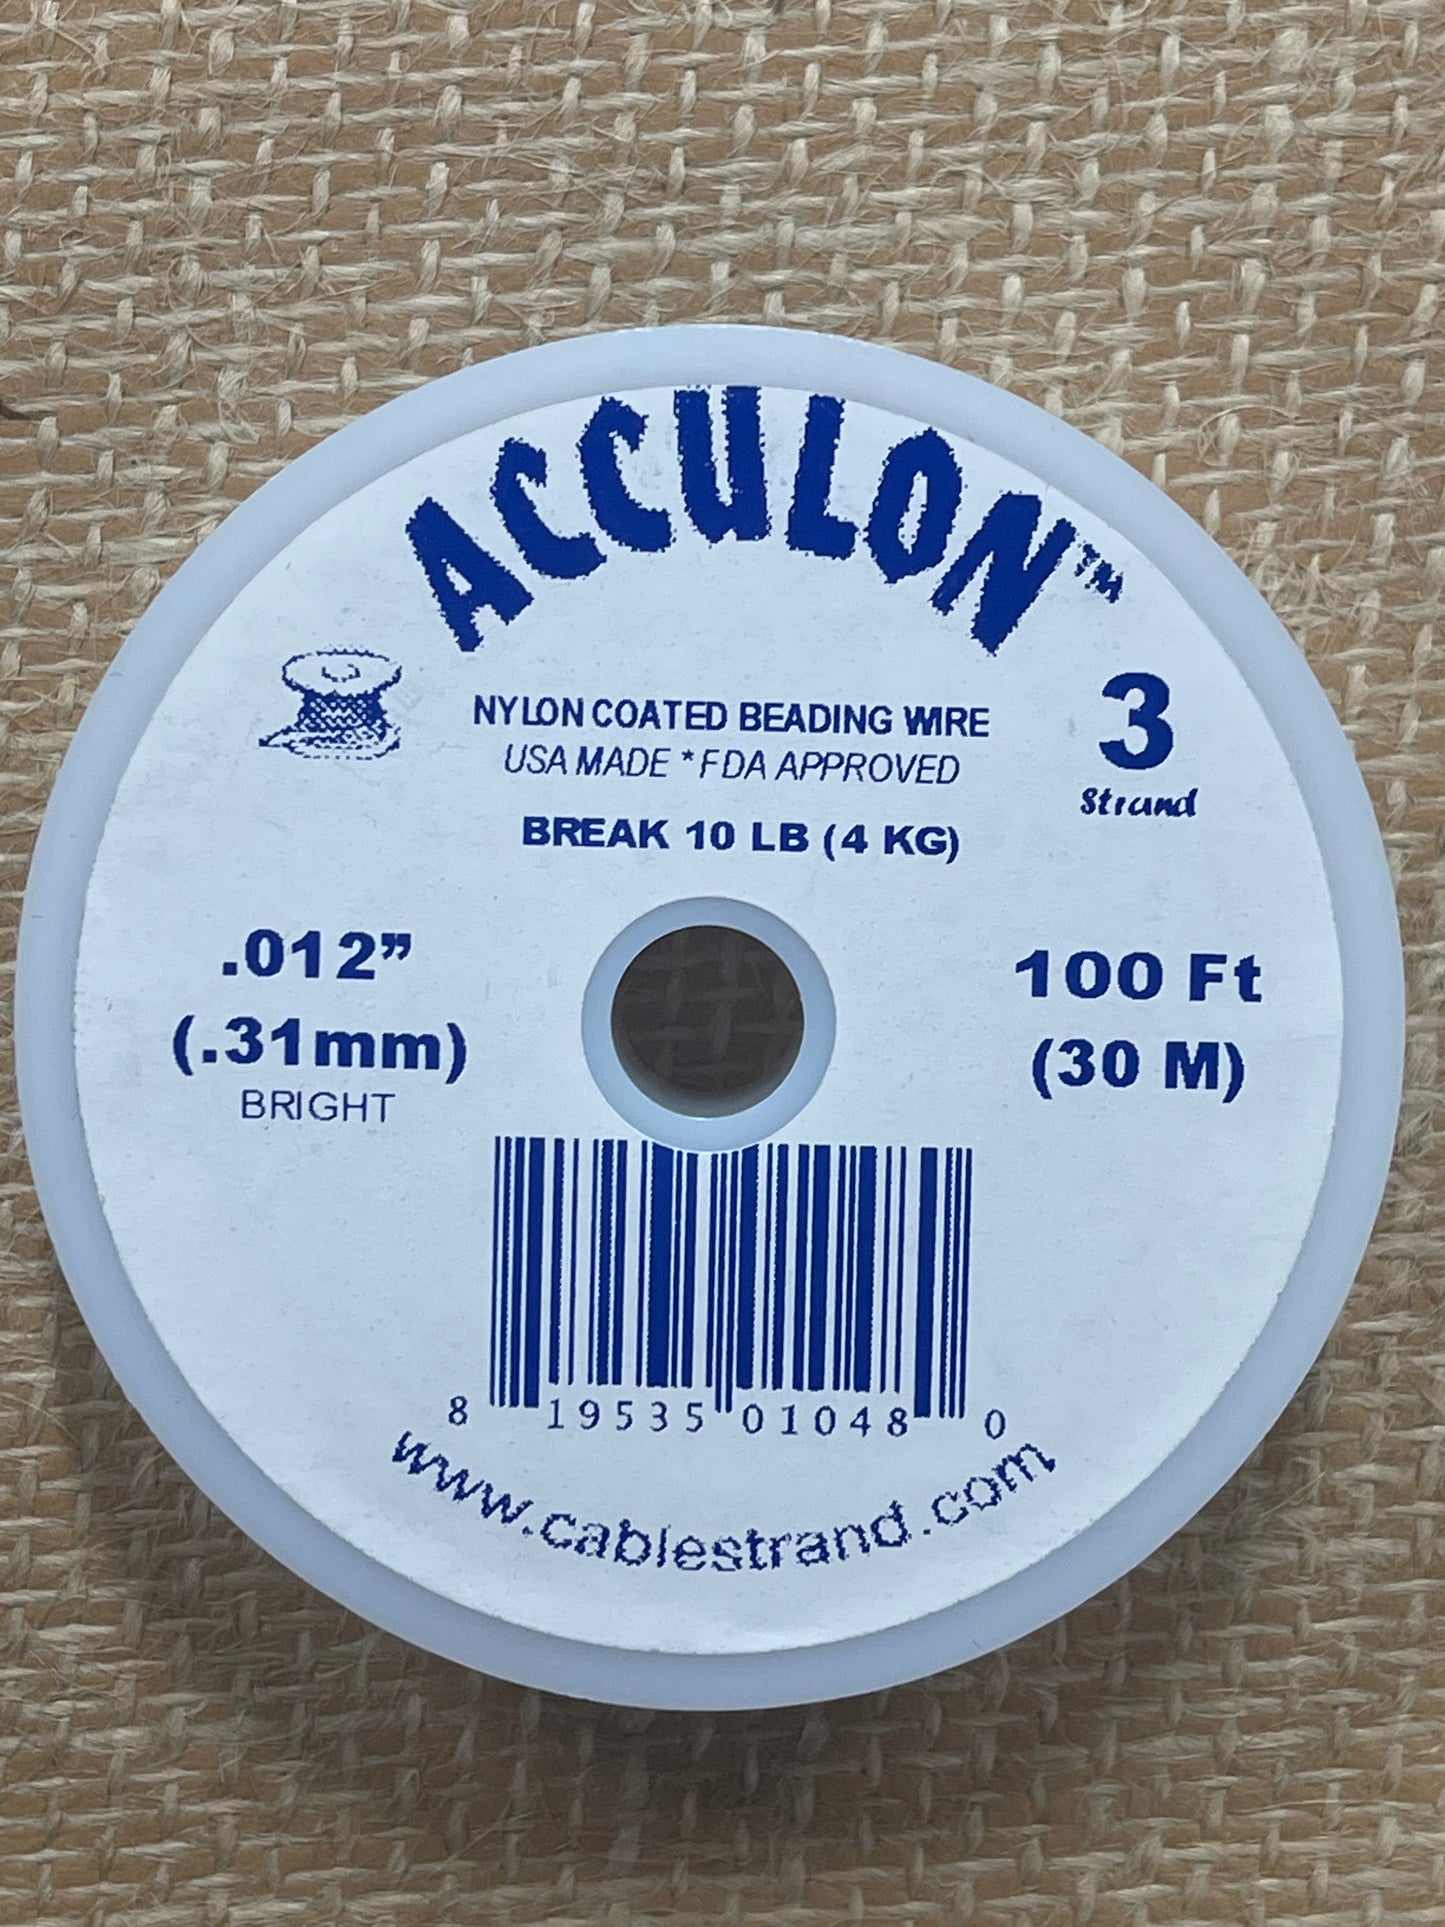 ACCULON™
NYLON COATED BEADING WIRE
USA MADE *FDA APPROVED
3
Strand
BREAK 10 LB (4 KG)
.012”
(.31mm)
BRIGHT
100 Ft
(30 M)
8 19535 01048 0
www.cablestrand.com